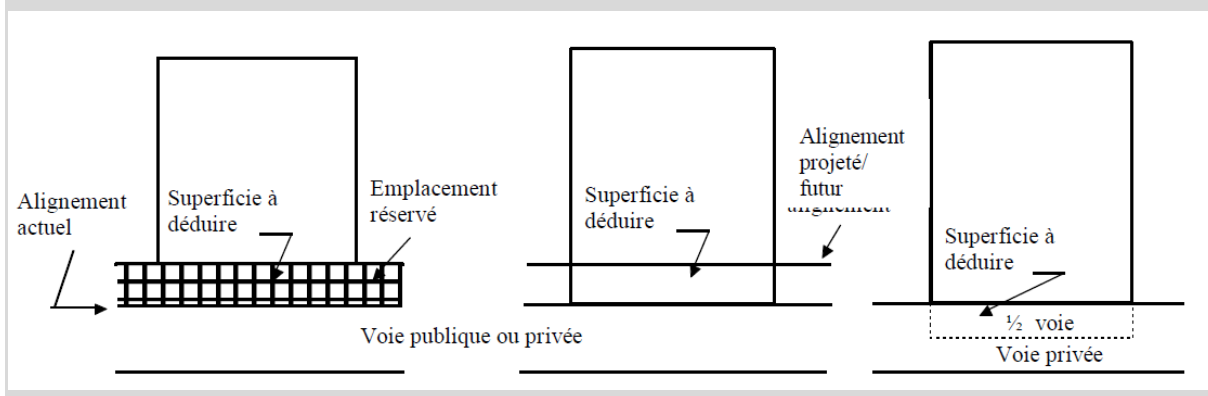 Alignement
actuel
Superficie à
déduire
Emplacement
réservé
Superficie à
déduire
Alignement
projeté/
futur
alignement
Superficie à
déduire
½ voie
Voie publique ou privée
Voie privée